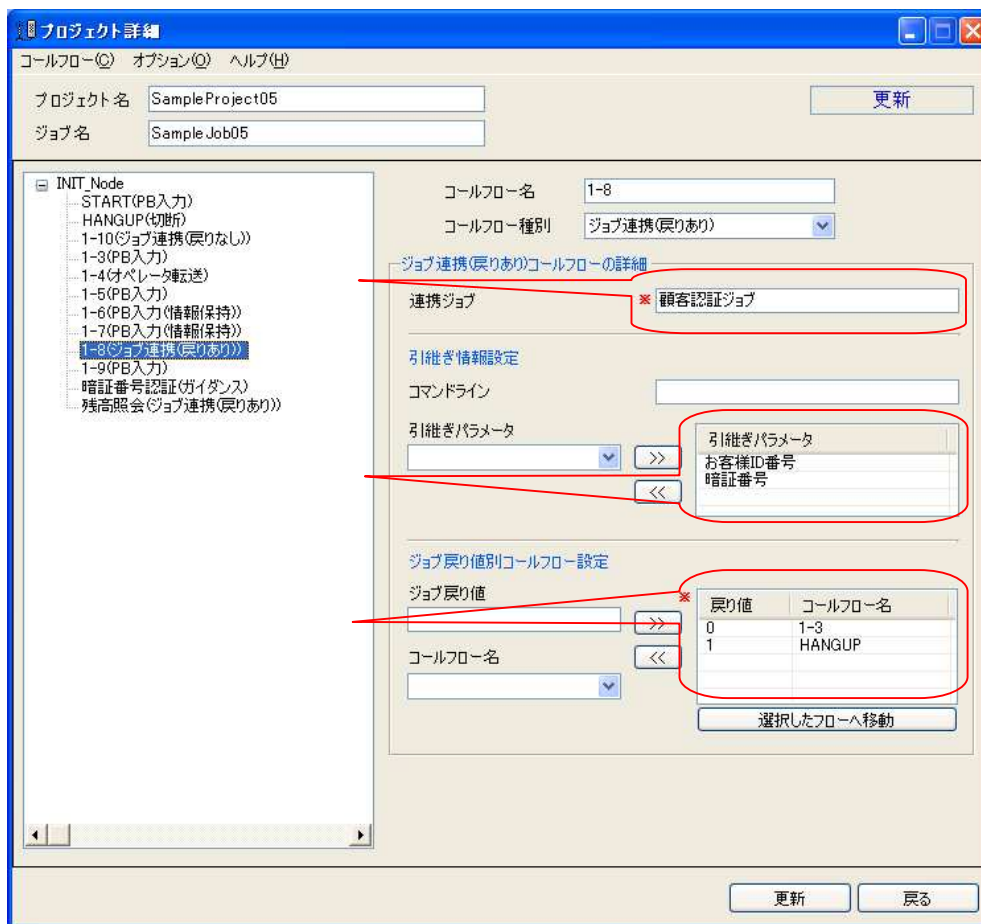 プロジェクト詳細
コールフロー(C) オプション(O) ヘルプ(H)
プロジェクト名 SampleProject05
更新
ジョブ名 SampleJob05
INIT_Node
START(PB入力)
HANGUP(切断)
1-10(ジョブ連携(戻りなし))
1-3(PB入力)
1-4(オペレータ転送)
1-5(PB入力)
1-6(PB入力(情報保持))
1-7(PB入力(情報保持))
1-8(ジョブ連携(戻りあり))
1-9(PB入力)
暗証番号認証(ガイダンス)
残高照会(ジョブ連携(戻りあり))
コールフロー名 1-8
コールフロー種別 ジョブ連携(戻りあり)
ジョブ連携(戻りあり)コールフローの詳細
連携ジョブ ※ 顧客認証ジョブ
引継ぎ情報設定
コマンドライン
引継ぎパラメータ
>>
<<
引継ぎパラメータ
お客様ID番号
暗証番号
ジョブ戻り値別コールフロー設定
ジョブ戻り値
>>
コールフロー名
<<
※
戻り値 コールフロー名
0 1-3
1 HANGUP
選択したフローへ移動
更新 戻る